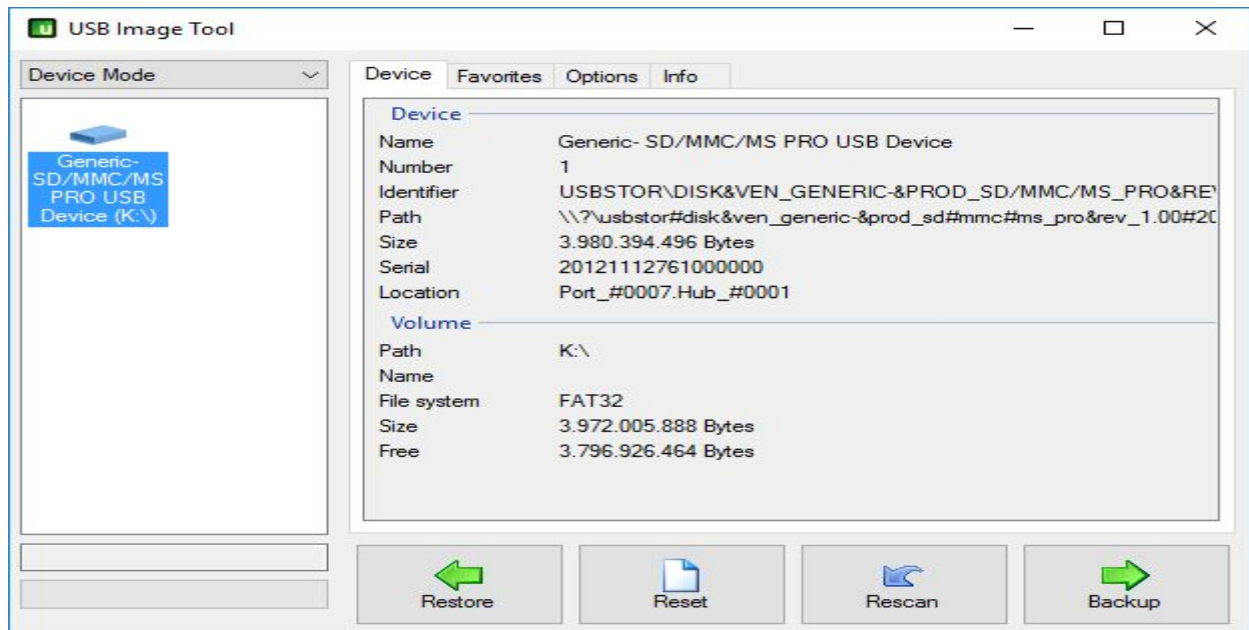 USB Image Tool
Device Mode
Generic-
SD/MMC/MS
PRO USB
Device (K:\)
Device Favorites Options Info
Device
Name Generic- SD/MMC/MS PRO USB Device
Number 1
Identifier USBSTOR\DISK&VEN_GENERIC-&PROD_SD/MMC/MS_PRO&REV
Path \\?\usbstor#disk&ven_generic-&prod_sd#mmc#ms_pro&rev_1.00#20
Size 3.980.394.496 Bytes
Serial 20121112761000000
Location Port_#0007.Hub_#0001
Volume
Path K:\
Name
File system FAT32
Size 3.972.005.888 Bytes
Free 3.796.926.464 Bytes
Restore Reset Rescan Backup